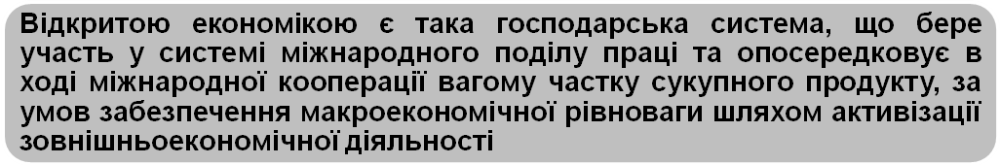 Відкритою економікою є така господарська система, що бере
участь у системі міжнародного поділу праці та опосередковує в
ході міжнародної кооперації вагому частку сукупного продукту, за
умов забезпечення макроекономічної рівноваги шляхом активізації
зовнішньоекономічної діяльності